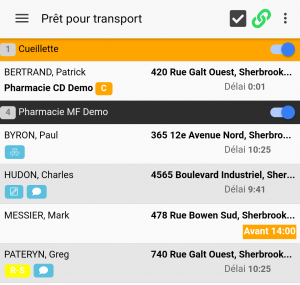 Prêt pour transport
1 Cueillette
BERTRAND, Patrick 420 Rue Galt Ouest, Sherbrook...
Pharmacie CD Demo C Délai 0:01
4 Pharmacie MF Demo
BYRON, Paul 365 12e Avenue Nord, Sherbro...
Délai 10:25
HUDON, Charles 4565 Boulevard Industriel, Sher...
Délai 9:41
MESSIER, Mark 478 Rue Bowen Sud, Sherbrook...
Avant 14:00
PATERYN, Greg 740 Rue Galt Ouest, Sherbrook...
R-S Délai 10:25